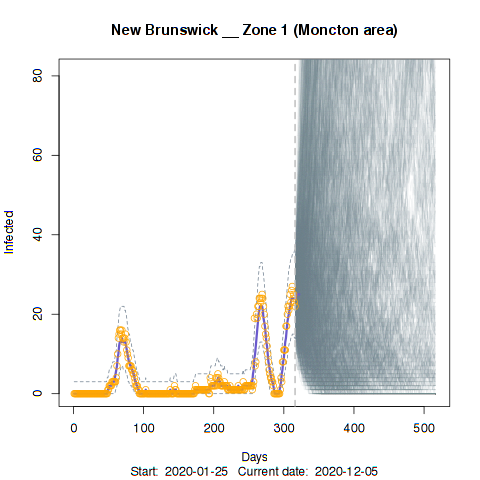 New Brunswick __ Zone 1 (Moncton area)
80
60
40
20
0
Infected
0 100 200 300 400 500
Days
Start: 2020-01-25 Current date: 2020-12-05